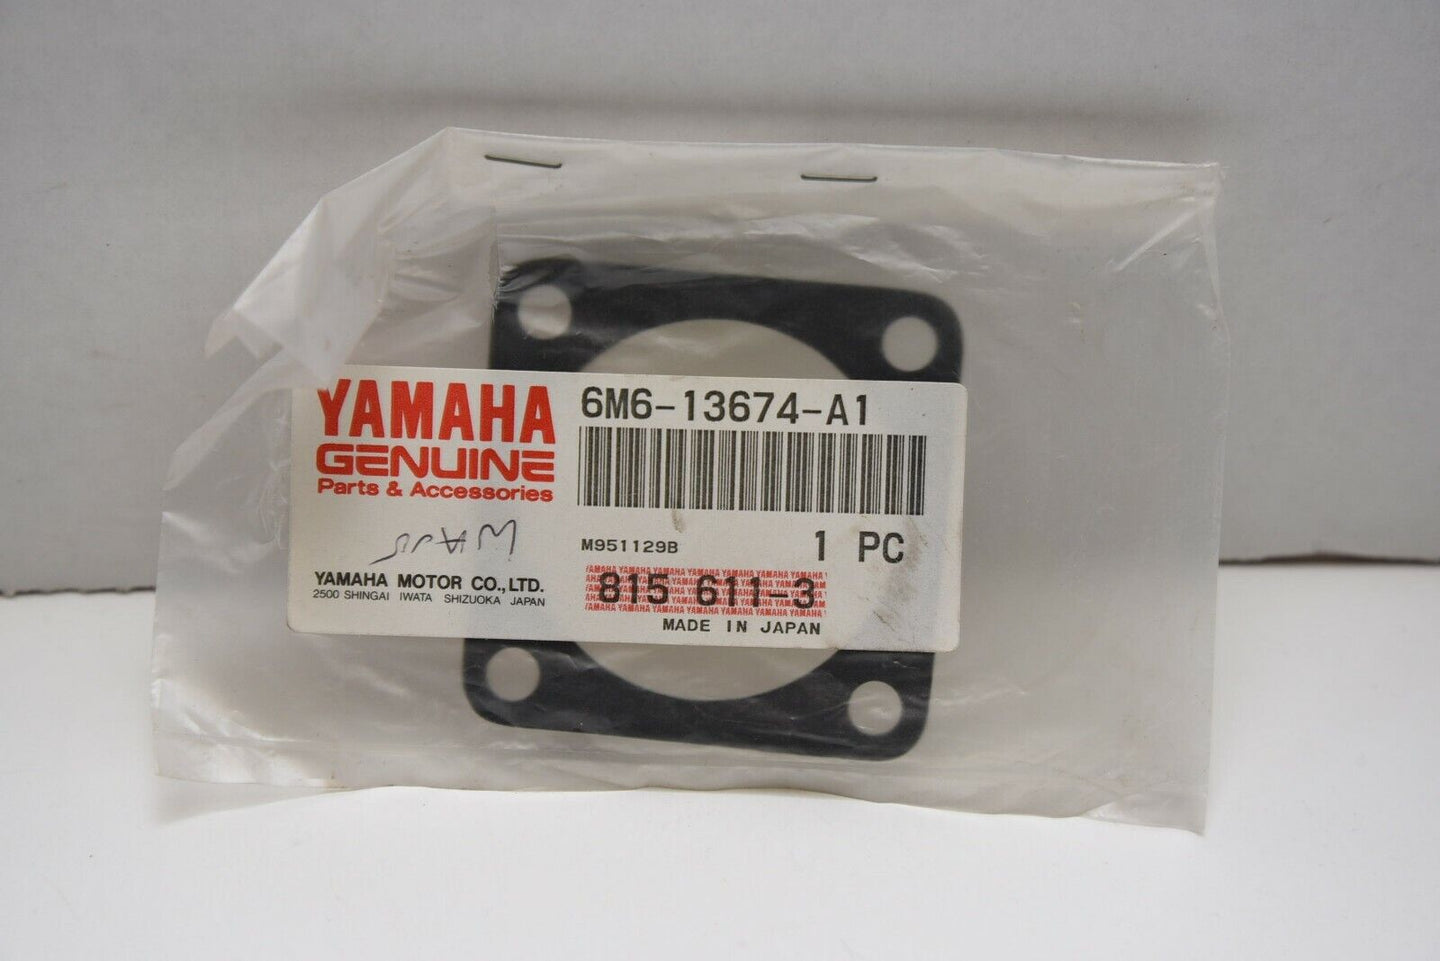 YAMAHA
GENUINE
Parts & Accessories
6M6-13674-A1
M951129B
1 PC
YAMAHA MOTOR CO.,LTD.
2500 SHINGAI IWATA SHIZUOKA JAPAN
815 611-3
MADE IN JAPAN